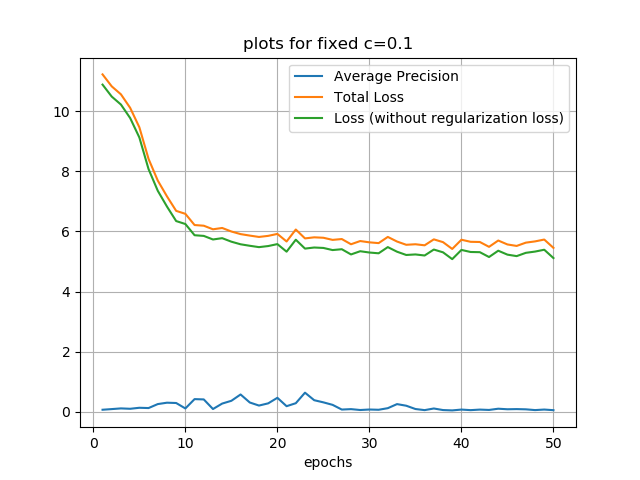 plots for fixed c=0.1
Average Precision
Total Loss
Loss (without regularization loss)
10
8
6
4
2
0
0 10 20 30 40 50
epochs